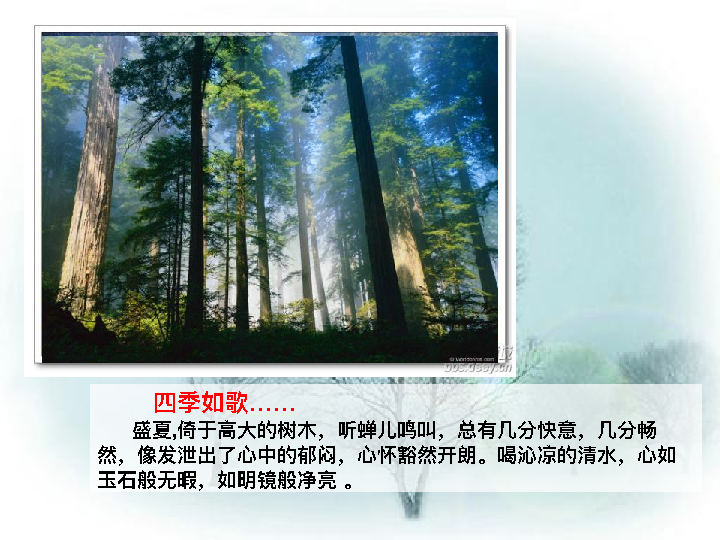 四季如歌……
盛夏,倚于高大的树木，听蝉儿鸣叫，总有几分快意，几分畅
然，像发泄出了心中的郁闷，心怀豁然开朗。喝沁凉的清水，心如
玉石般无暇，如明镜般净亮 。
bbs.dsey.cn